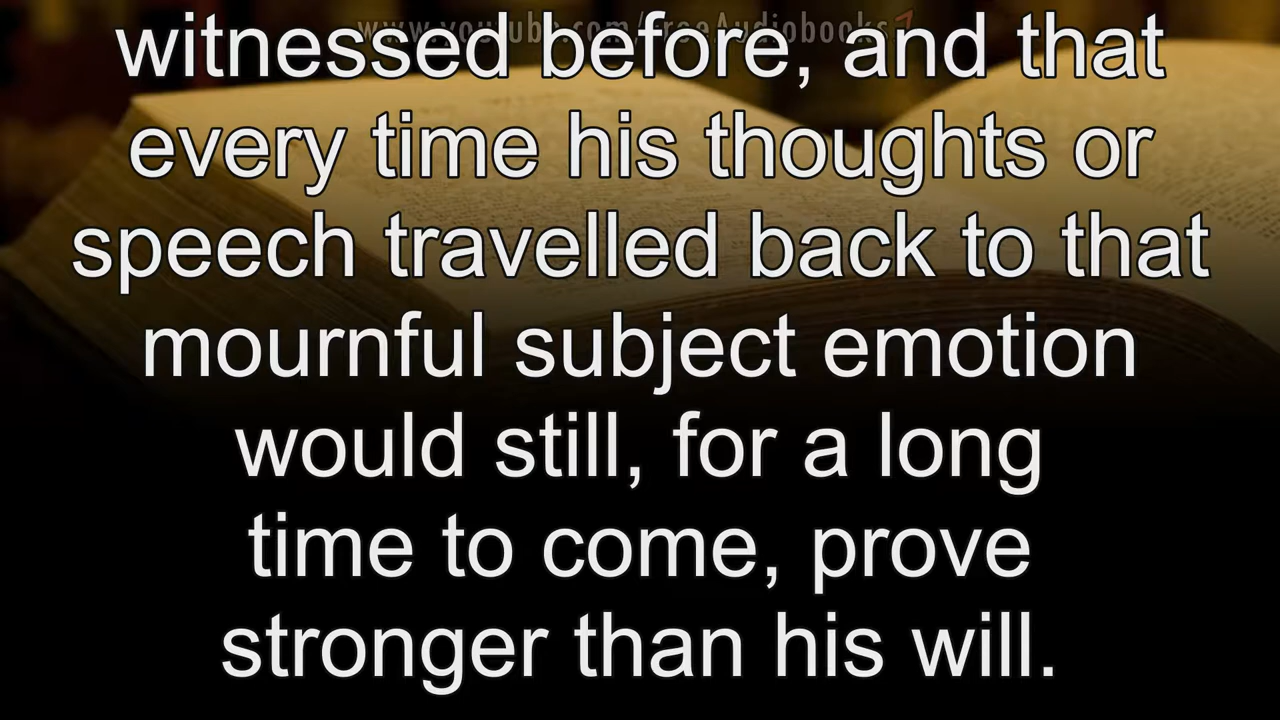 www.youtube.com/freeAudiobooks7
witnessed before, and that
every time his thoughts or
speech travelled back to that
mournful subject emotion
would still, for a long
time to come, prove
stronger than his will.